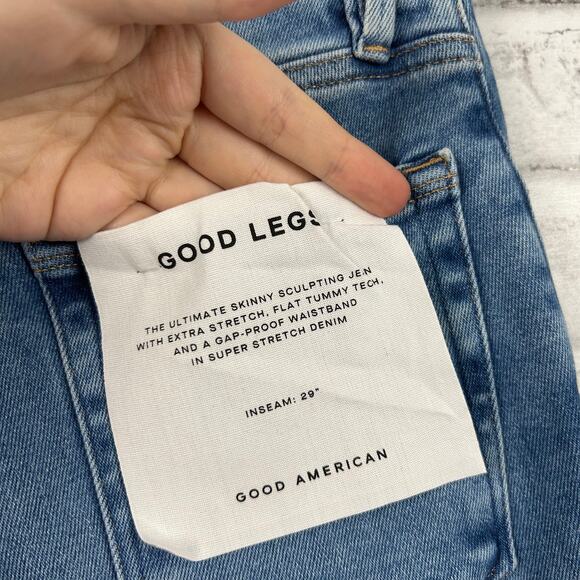 GOOD LEGS
THE ULTIMATE SKINNY SCULPTING JEAN
WITH EXTRA STRETCH, FLAT TUMMY TECH,
AND A GAP-PROOF WAISTBAND
IN SUPER STRETCH DENIM
INSEAM: 29"
GOOD AMERICAN